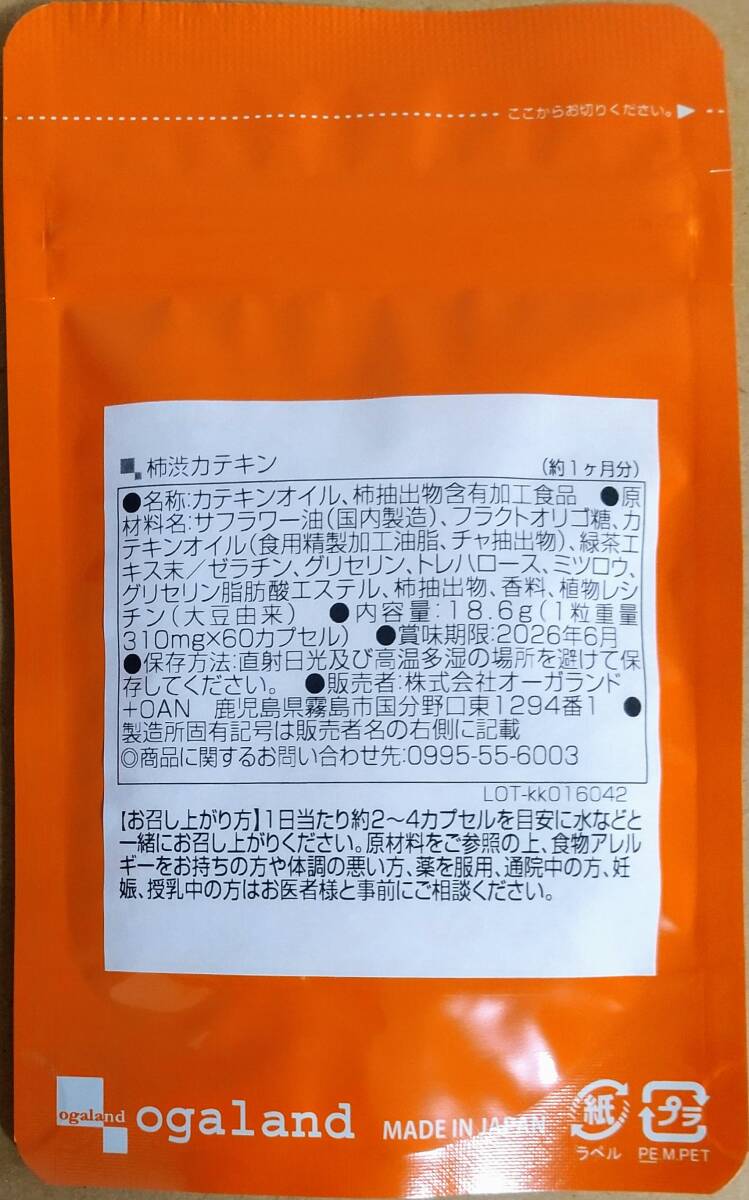 ここからお切りください。▶
柿渋カテキン (約1ヶ月分)
●名称:カテキンオイル、柿抽出物含有加工食品 ●原
材料名:サフラワー油(国内製造)、フラクトオリゴ糖、カ
テキンオイル(食用精製加工油脂、チャ抽出物)、緑茶エ
キス末/ゼラチン、グリセリン、トレハロース、ミツロウ、
グリセリン脂肪酸エステル、柿抽出物、香料、植物レシ
チン(大豆由来) ●内容量:18.6g(1粒重量
310mg×60カプセル) ●賞味期限:2026年6月
●保存方法:直射日光及び高温多湿の場所を避けて保
存してください。 ●販売者:株式会社オーガランド
+OAN 鹿児島県霧島市国分野口東1294番1 ●
製造所固有記号は販売者名の右側に記載
◎商品に関するお問い合わせ先:0995-55-6003
LOT-kk016042
【お召し上がり方】1日当たり約2〜4カプセルを目安に水などと
一緒にお召し上がりください。原材料をご参照の上、食物アレル
ギーをお持ちの方や体調の悪い方、薬を服用、通院中の方、妊
娠、授乳中の方はお医者様と事前にご相談ください。
ogaland ogaland MADE IN JAPAN 紙 プラ
ラベル PE.M.PET